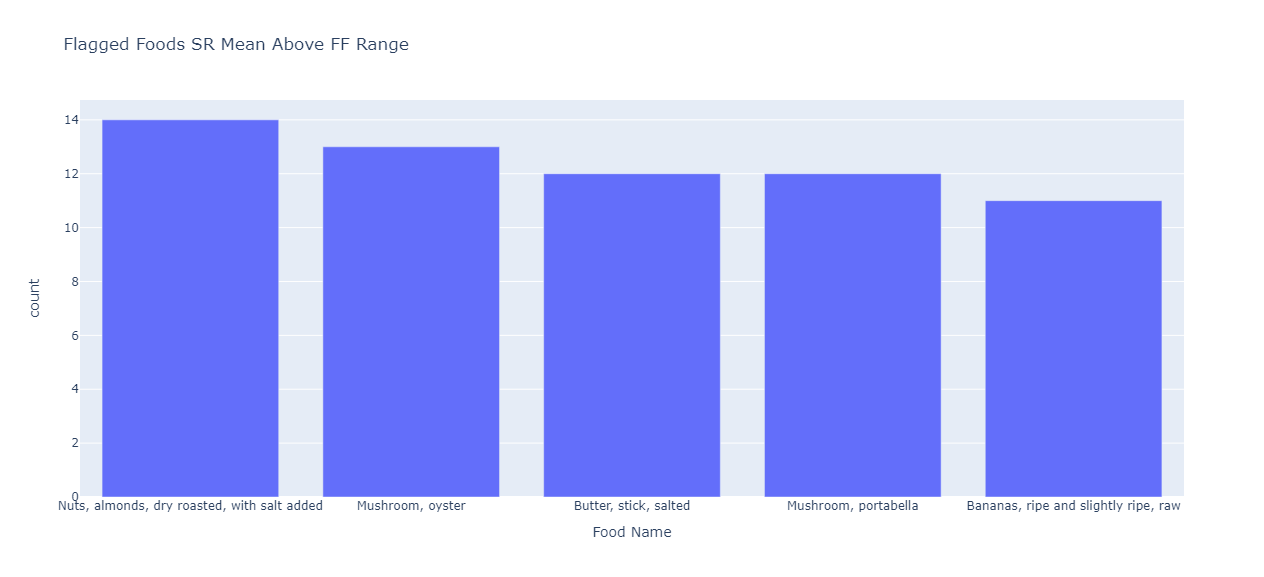 Flagged Foods SR Mean Above FF Range
14
12
10
8
6
4
2
0
count
Nuts, almonds, dry roasted, with salt added
Mushroom, oyster
Butter, stick, salted
Mushroom, portabella
Bananas, ripe and slightly ripe, raw
Food Name